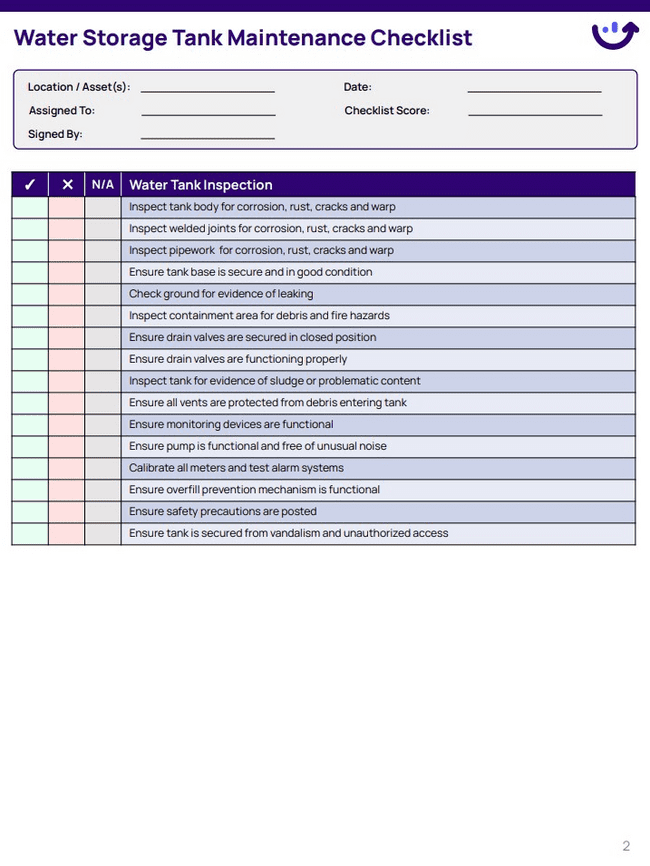 Water Storage Tank Maintenance Checklist
Location / Asset(s): Date:
Assigned To: Checklist Score:
Signed By:
✓ ✕ N/A Water Tank Inspection
Inspect tank body for corrosion, rust, cracks and warp
Inspect welded joints for corrosion, rust, cracks and warp
Inspect pipework for corrosion, rust, cracks and warp
Ensure tank base is secure and in good condition
Check ground for evidence of leaking
Inspect containment area for debris and fire hazards
Ensure drain valves are secured in closed position
Ensure drain valves are functioning properly
Inspect tank for evidence of sludge or problematic content
Ensure all vents are protected from debris entering tank
Ensure monitoring devices are functional
Ensure pump is functional and free of unusual noise
Calibrate all meters and test alarm systems
Ensure overfill prevention mechanism is functional
Ensure safety precautions are posted
Ensure tank is secured from vandalism and unauthorized access
2